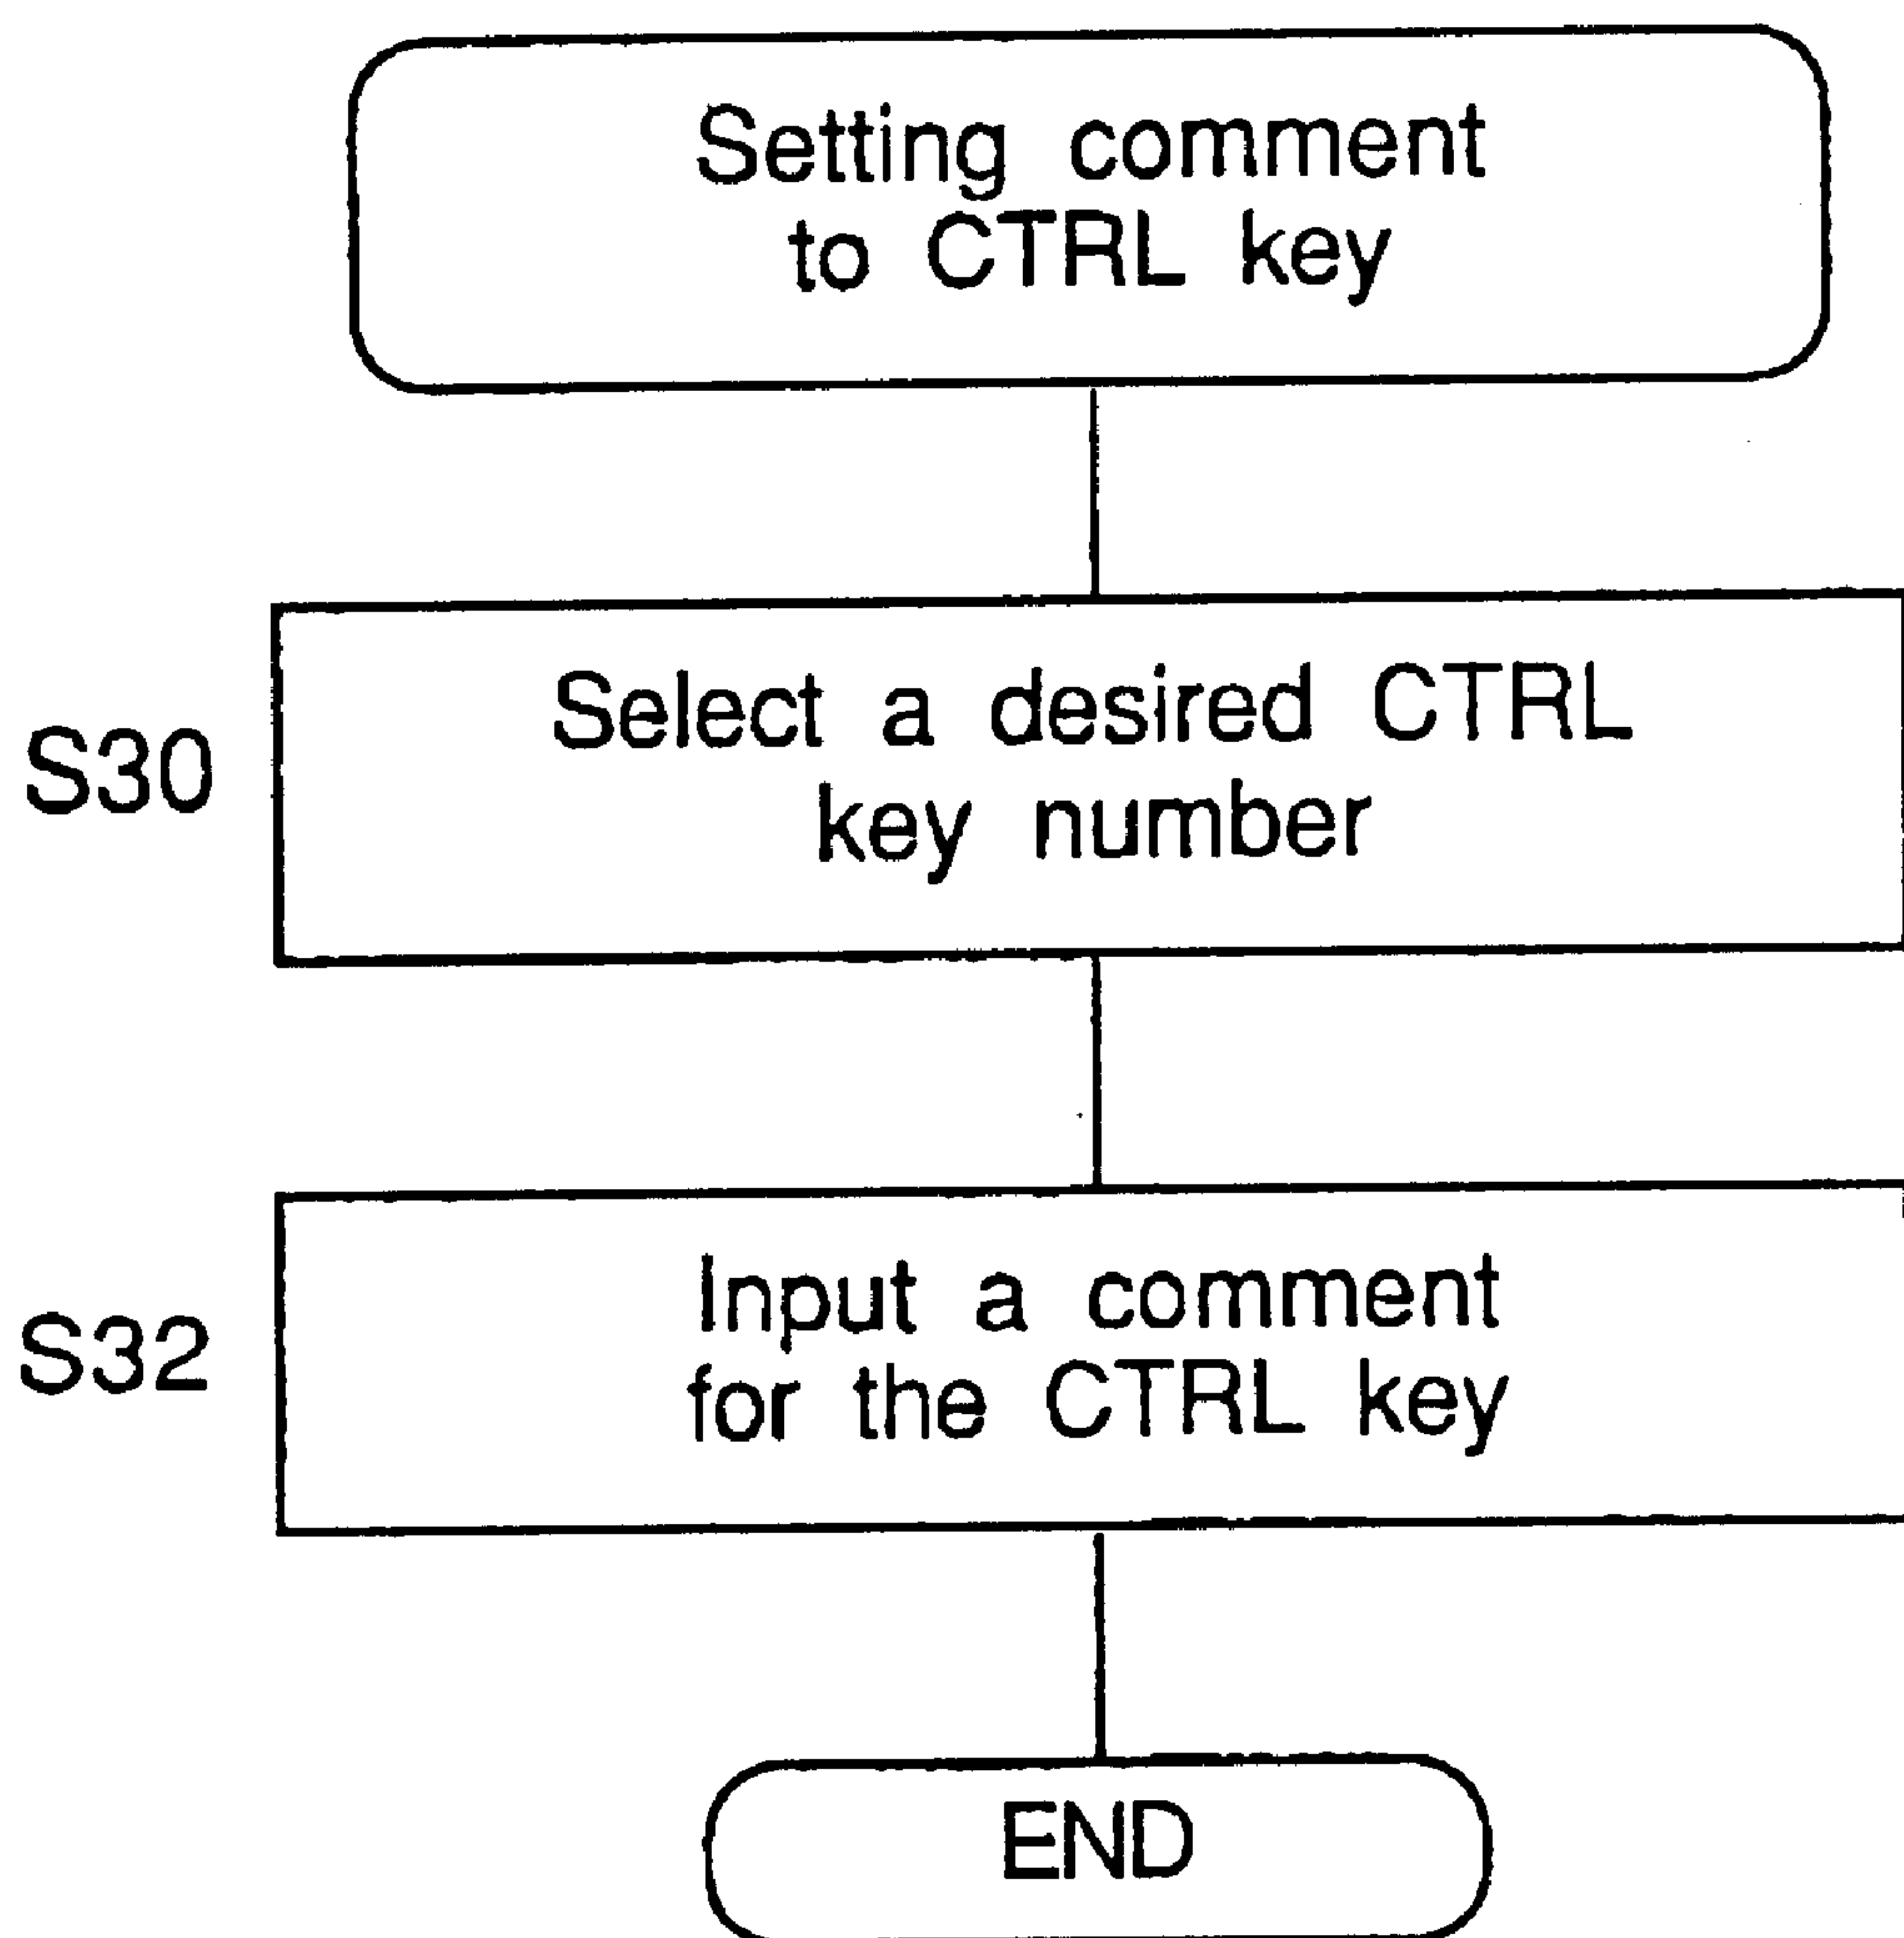 Setting comment
to CTRL key
S30
Select a desired CTRL
key number
S32
Input a comment
for the CTRL key
END